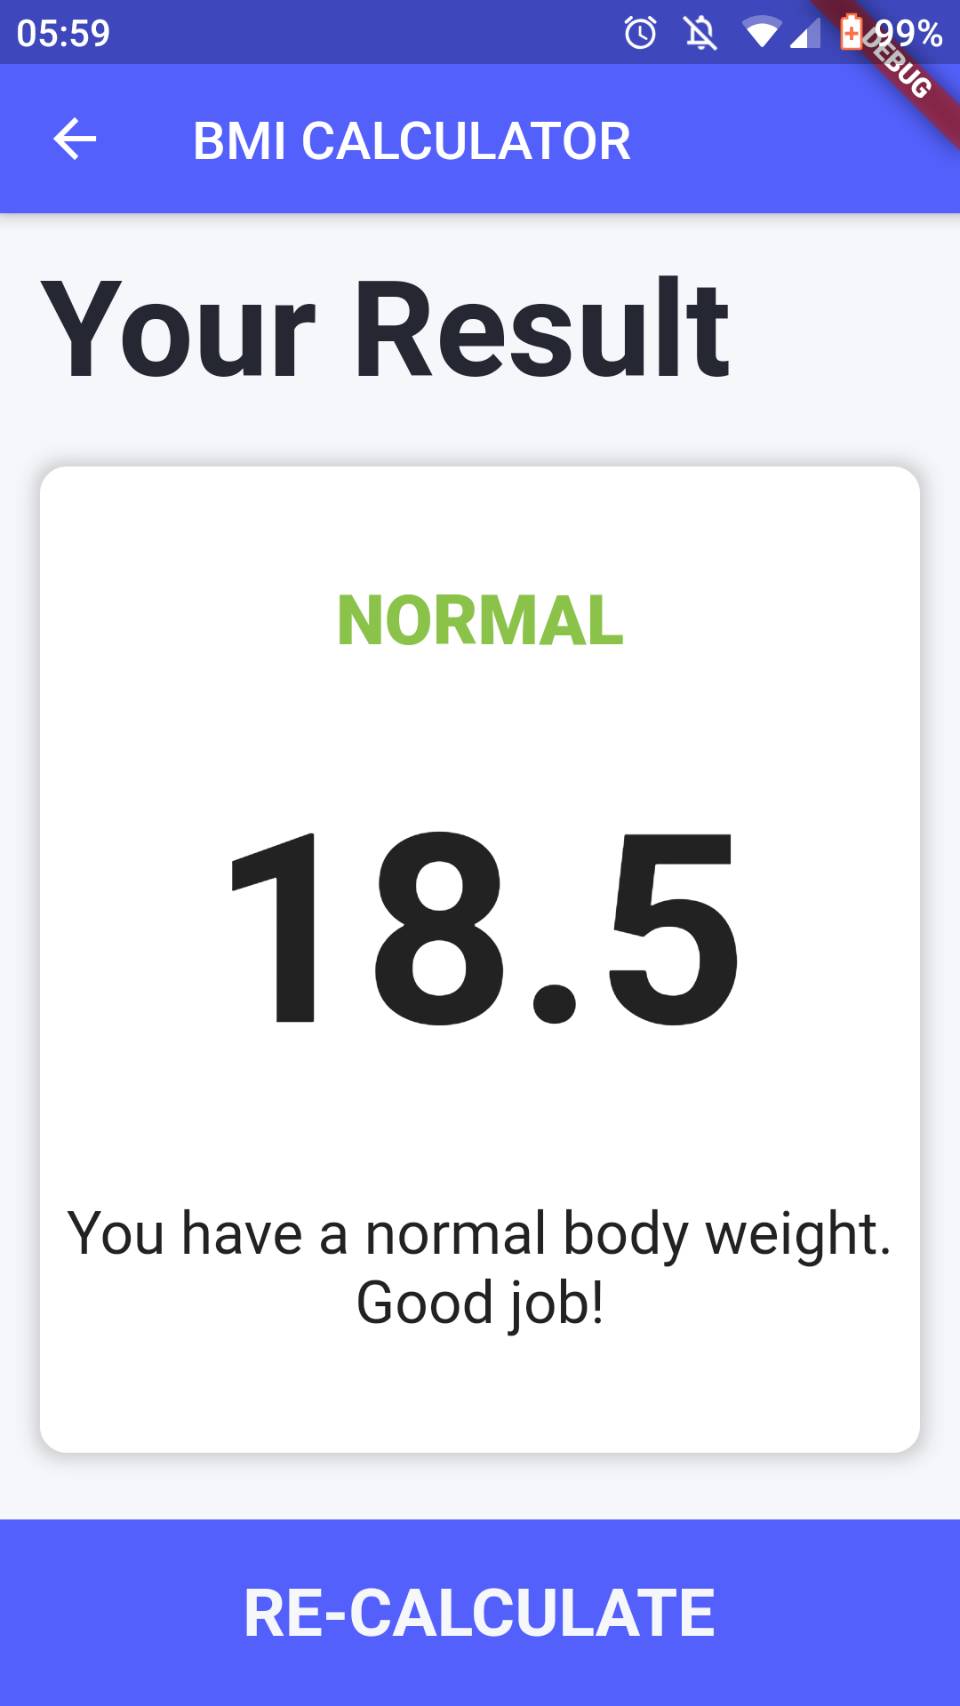 05:59
99%
DEBUG
BMI CALCULATOR
Your Result
NORMAL
18.5
You have a normal body weight.
Good job!
RE-CALCULATE